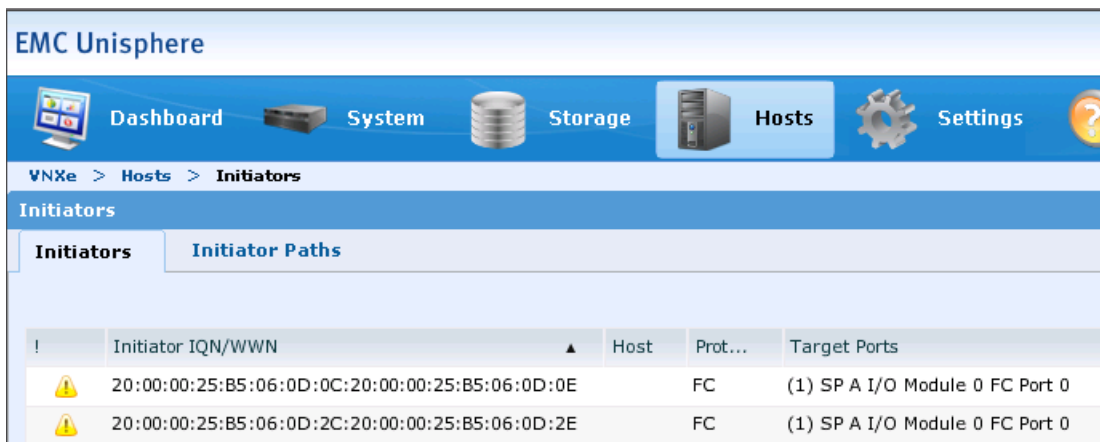 EMC Unisphere
Dashboard System Storage Hosts Settings ?
VNXe > Hosts > Initiators
Initiators
Initiators Initiator Paths
! Initiator IQN/WWN ▲ Host Prot... Target Ports
20:00:00:25:B5:06:0D:0C:20:00:00:25:B5:06:0D:0E FC (1) SP A I/O Module 0 FC Port 0
20:00:00:25:B5:06:0D:2C:20:00:00:25:B5:06:0D:2E FC (1) SP A I/O Module 0 FC Port 0